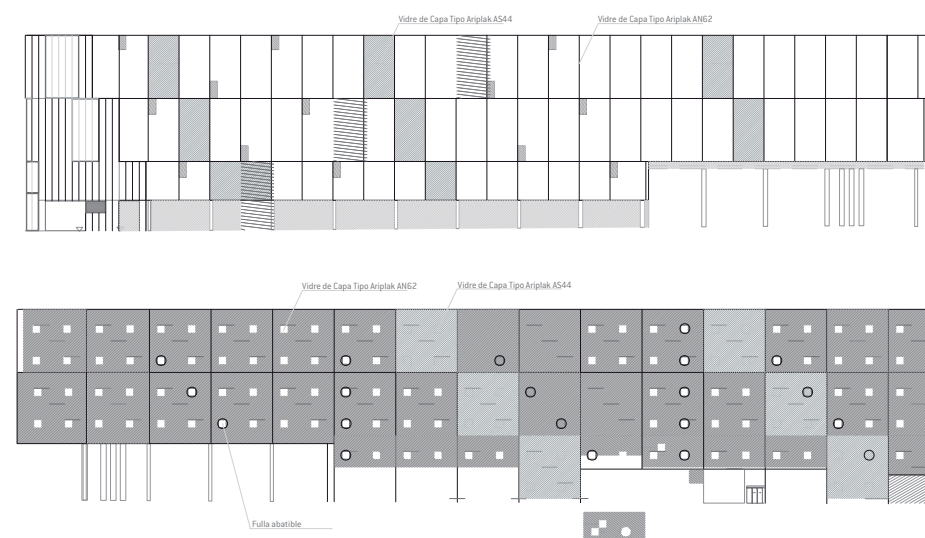 Vidre de Capa Tipo Ariplak AS44
Vidre de Capa Tipo Ariplak AN62
Vidre de Capa Tipo Ariplak AN62
Vidre de Capa Tipo Ariplak AS44
Fulla abatible